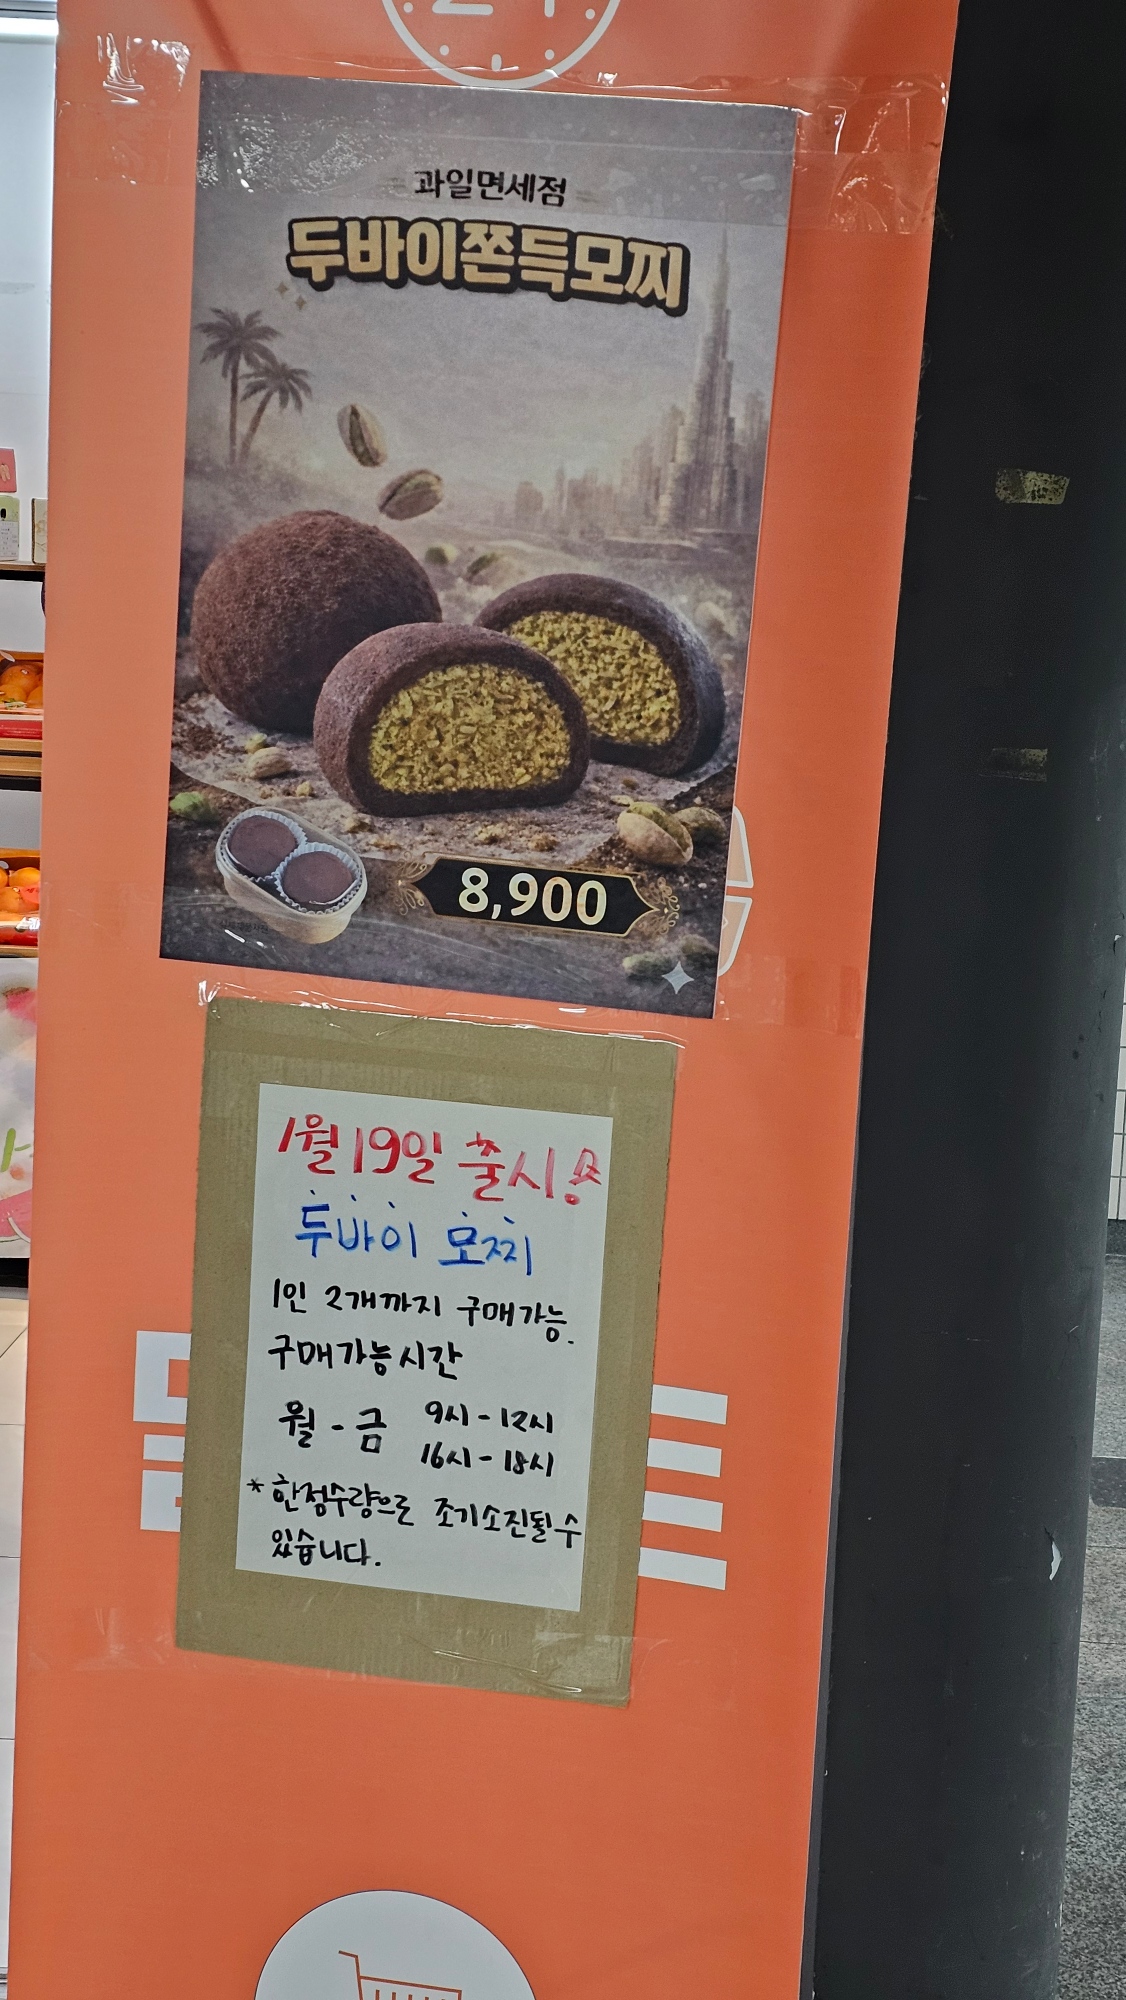 과일면세점
두바이쫀득모찌
8,900
1월 19일 출시!
두바이 모찌
1인 2개까지 구매가능.
구매가능시간
월 - 금 9시 - 12시
16시 - 18시
* 한정수량으로 조기소진될 수
있습니다.